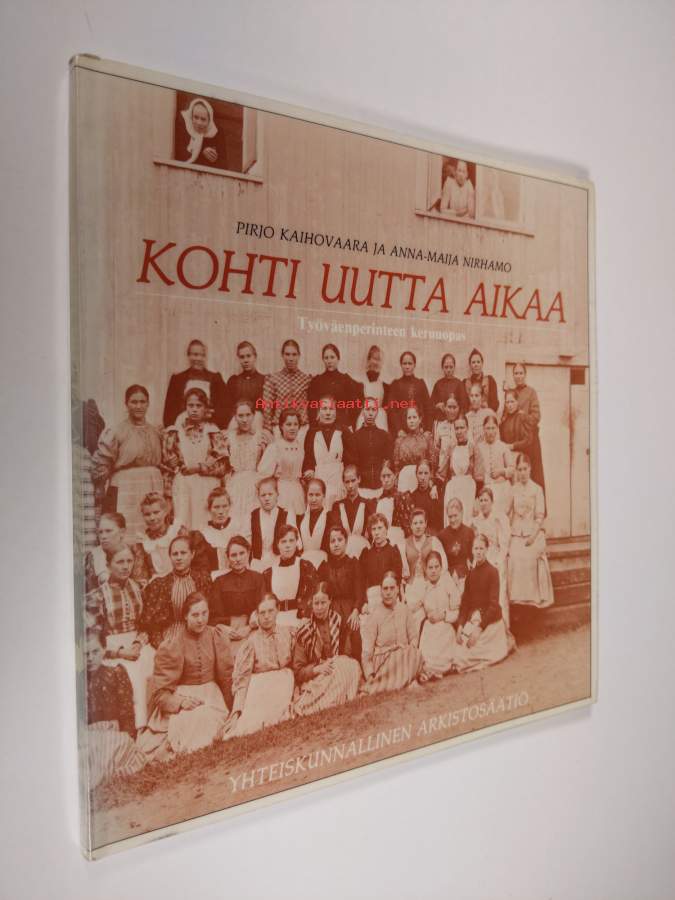 PIRJO KAIHOVAARA JA ANNA-MAIJA NIRHAMO
KOHTI UUTTA AIKAA
Työväenperinteen keruuopas
Antikvariaatti.net
YHTEISKUNNALLINEN ARKISTOSÄÄTIÖ